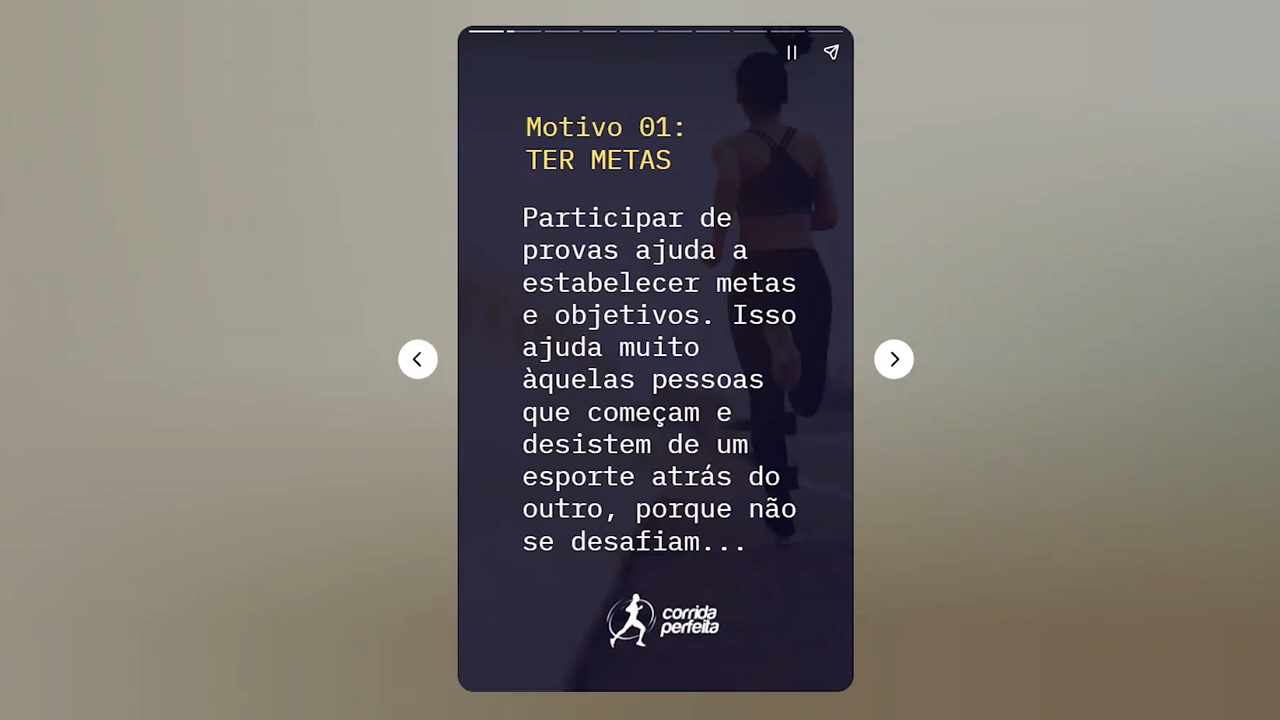 Motivo 01:
TER METAS
Participar de
provas ajuda a
estabelecer metas
e objetivos. Isso
ajuda muito
àquelas pessoas
que começam e
desistem de um
esporte atrás do
outro, porque não
se desafiam...
corrida
perfeita